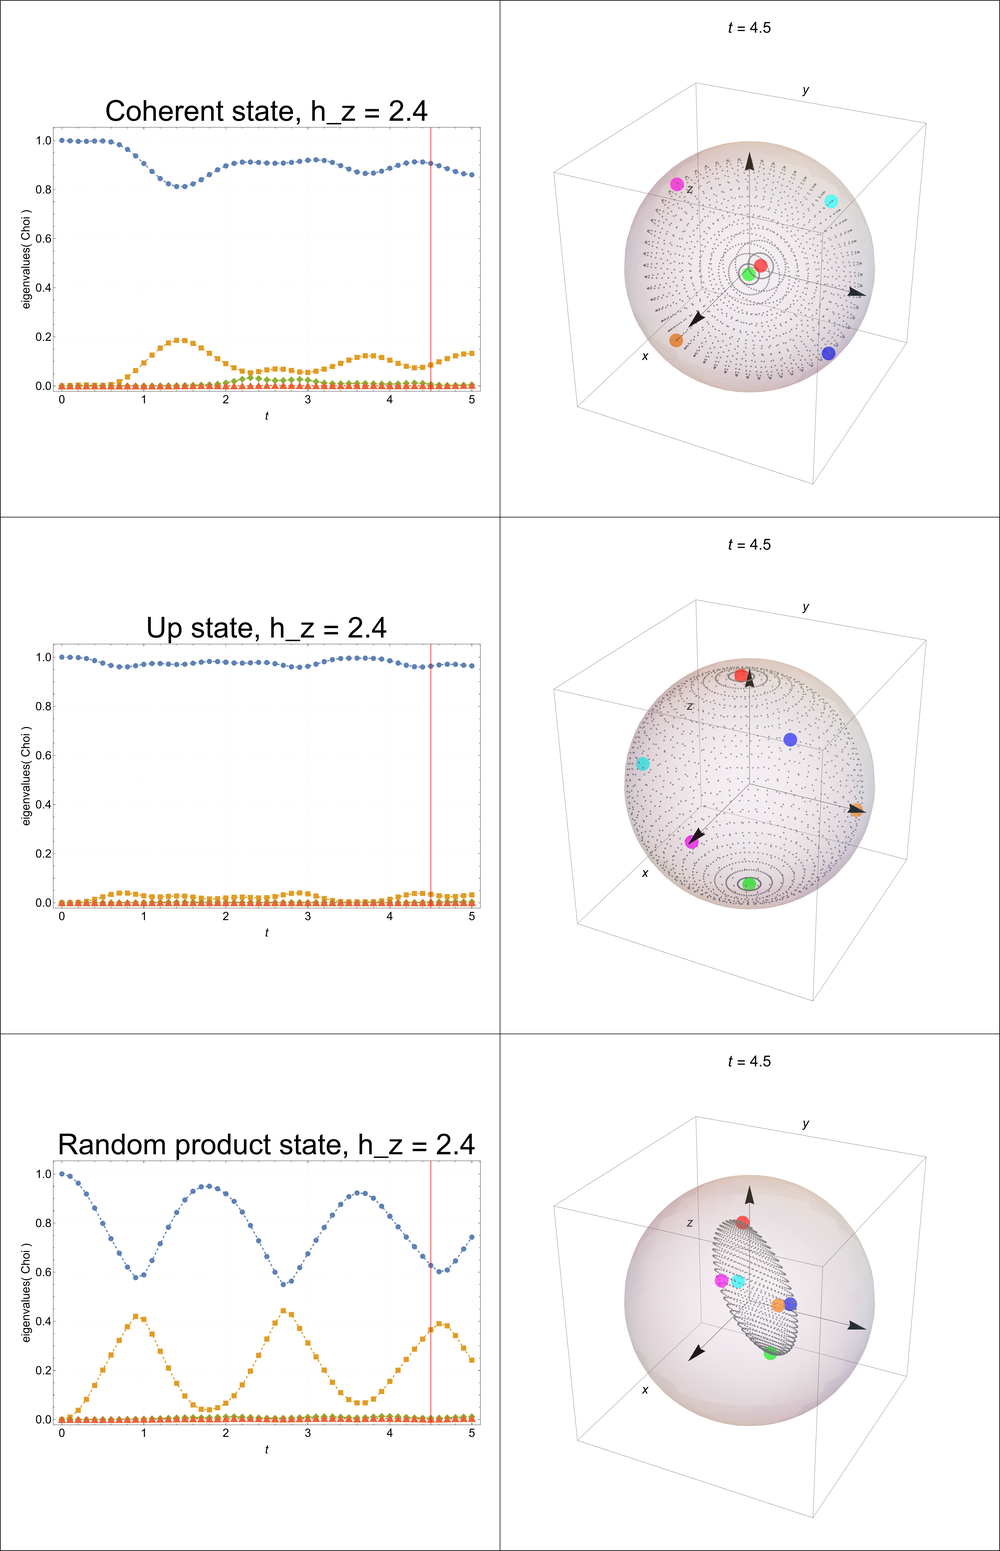 Coherent state, h_z = 2.4
eigenvalues( Choi )
1.0
0.8
0.6
0.4
0.2
0.0
0 1 2 3 4 5
t
t = 4.5
y
z
x
Up state, h_z = 2.4
eigenvalues( Choi )
1.0
0.8
0.6
0.4
0.2
0.0
0 1 2 3 4 5
t
t = 4.5
y
z
x
Random product state, h_z = 2.4
eigenvalues( Choi )
1.0
0.8
0.6
0.4
0.2
0.0
0 1 2 3 4 5
t
t = 4.5
y
z
x